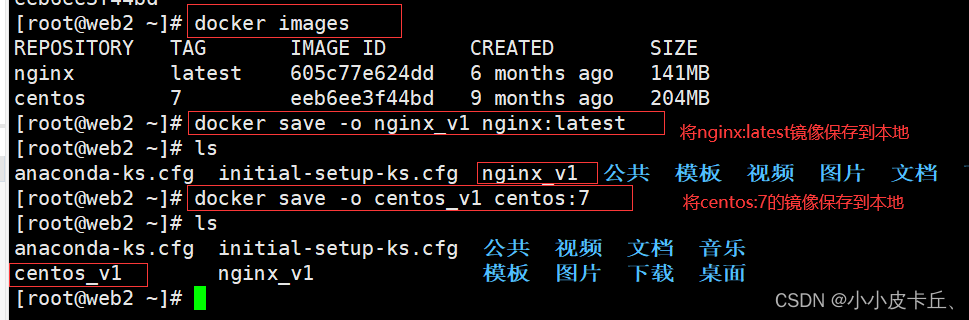 [root@web2 ~]# docker images
REPOSITORY TAG IMAGE ID CREATED SIZE
nginx latest 605c77e624dd 6 months ago 141MB
centos 7 eeb6ee3f44bd 9 months ago 204MB
[root@web2 ~]# docker save -o nginx_v1 nginx:latest
将nginx:latest镜像保存到本地
[root@web2 ~]# ls
anaconda-ks.cfg initial-setup-ks.cfg nginx_v1 公共 模板 视频 图片 文档
[root@web2 ~]# docker save -o centos_v1 centos:7
将centos:7的镜像保存到本地
[root@web2 ~]# ls
anaconda-ks.cfg initial-setup-ks.cfg 公共 视频 文档 音乐
centos_v1 nginx_v1 模板 图片 下载 桌面
[root@web2 ~]#
CSDN @小小皮卡丘、